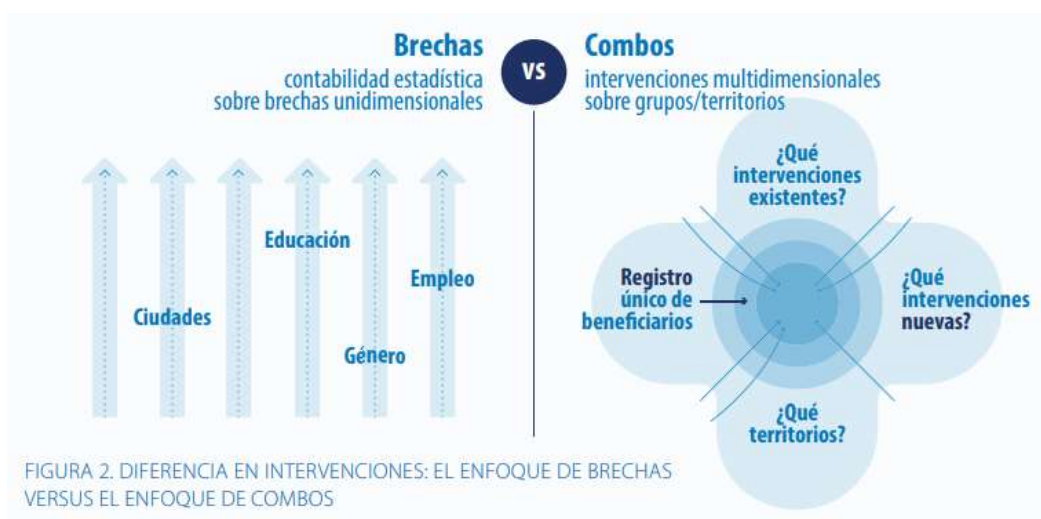 Brechas
contabilidad estadística
sobre brechas unidimensionales
VS
Combos
intervenciones multidimensionales
sobre grupos/territorios
Educación
Empleo
Ciudades
Género
¿Qué
intervenciones
existentes?
Registro
único de
beneficiarios
¿Qué
intervenciones
nuevas?
¿Qué
territorios?
FIGURA 2. DIFERENCIA EN INTERVENCIONES: EL ENFOQUE DE BRECHAS
VERSUS EL ENFOQUE DE COMBOS